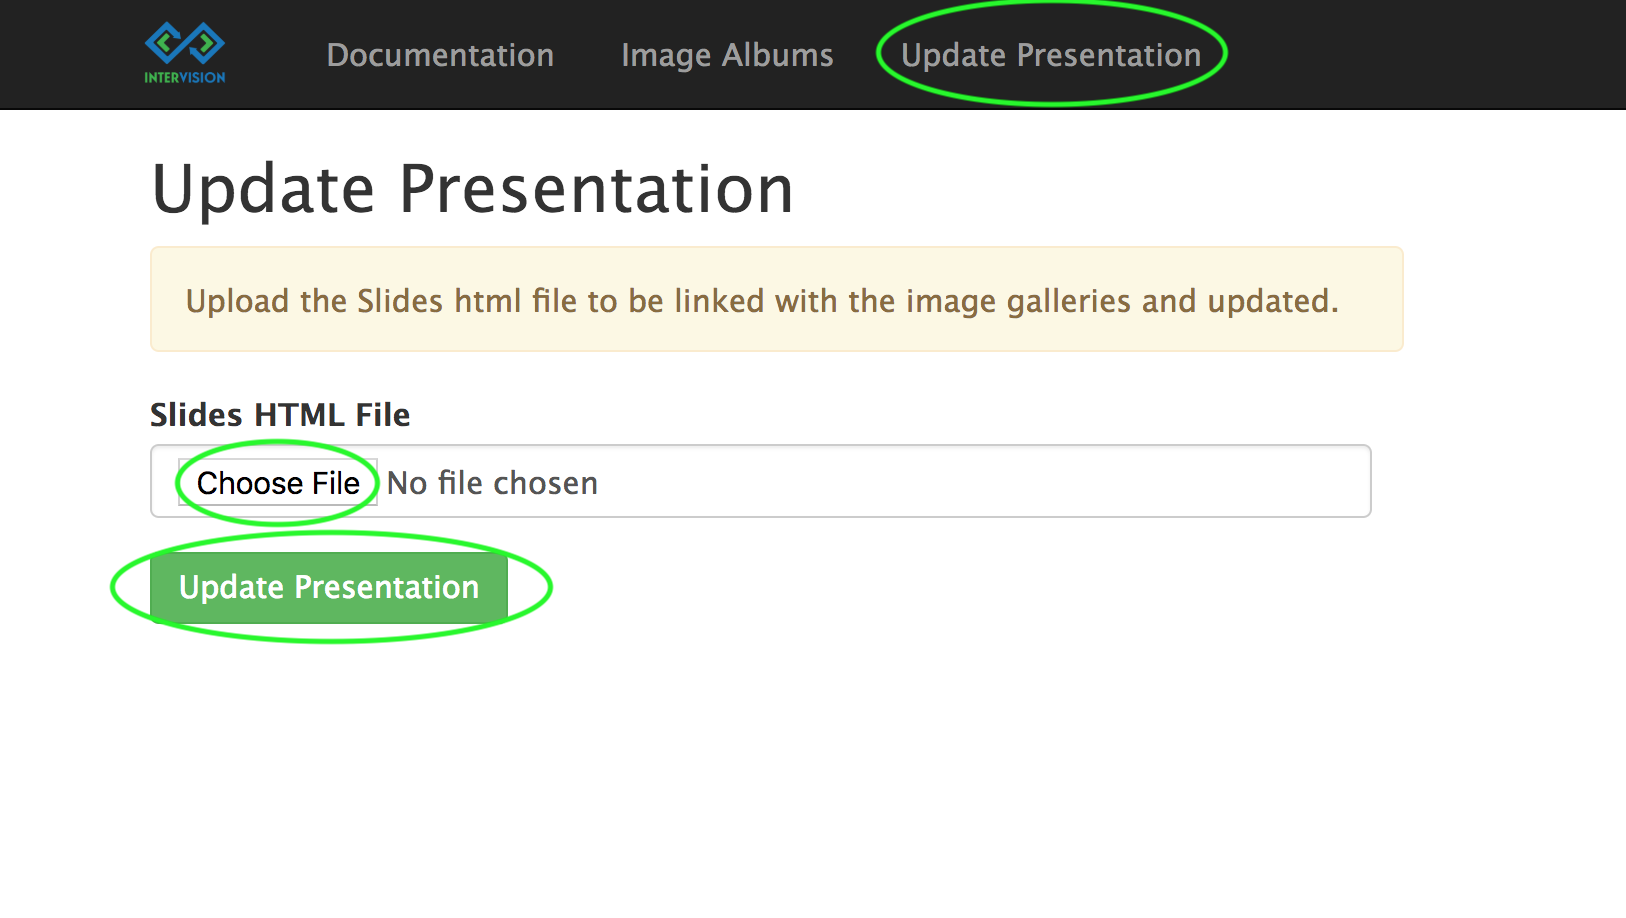 INTERVISION
Documentation
Image Albums
Update Presentation
Update Presentation
Upload the Slides html file to be linked with the image galleries and updated.
Slides HTML File
Choose File No file chosen
Update Presentation